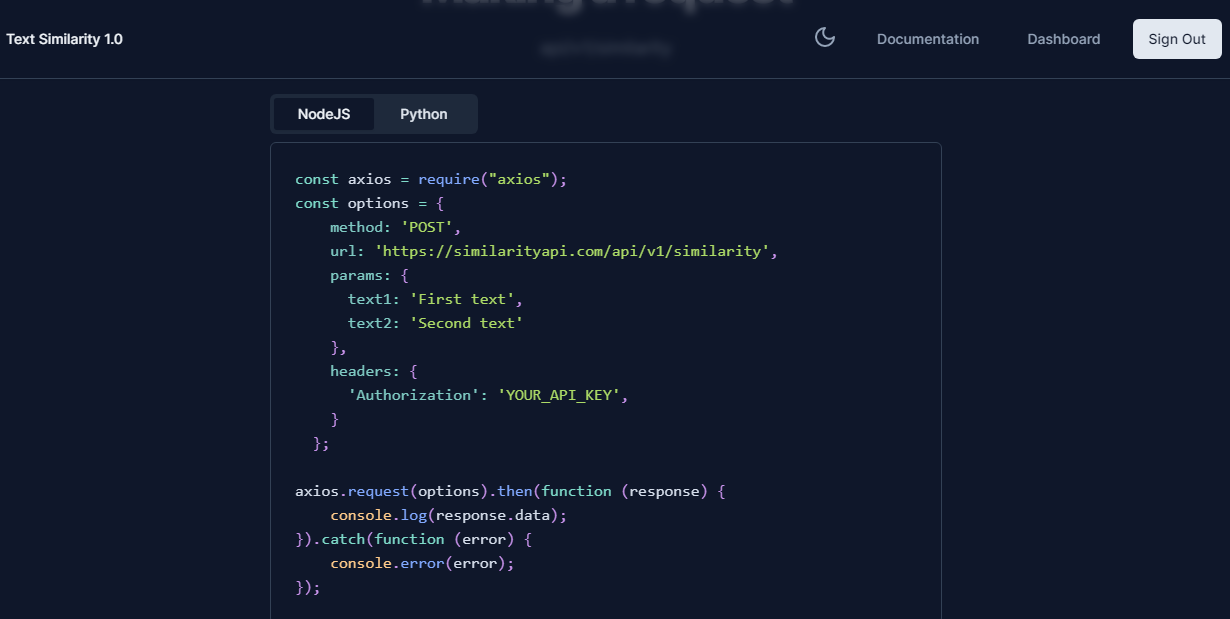 making a request
Text Similarity 1.0
Documentation
Dashboard
Sign Out
NodeJS
Python
const axios = require("axios");
const options = {
    method: 'POST',
    url: 'https://similarityapi.com/api/v1/similarity',
    params: {
      text1: 'First text',
      text2: 'Second text'
    },
    headers: {
      'Authorization': 'YOUR_API_KEY',
    }
  };
axios.request(options).then(function (response) {
    console.log(response.data);
}).catch(function (error) {
    console.error(error);
});